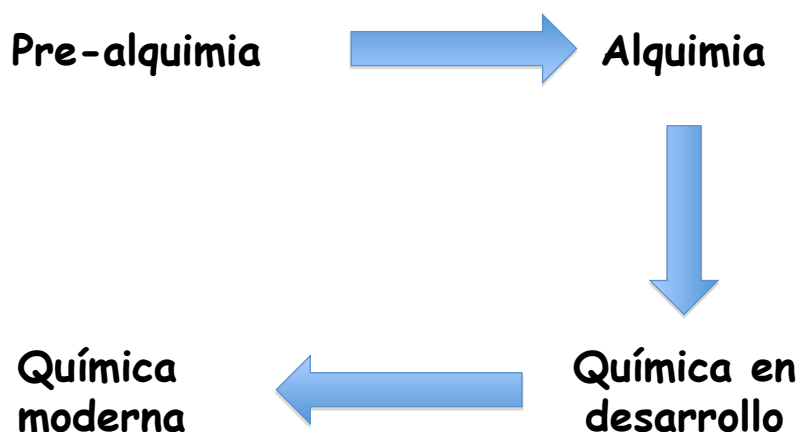 Pre-alquimia
Alquimia
Química
moderna
Química en
desarrollo